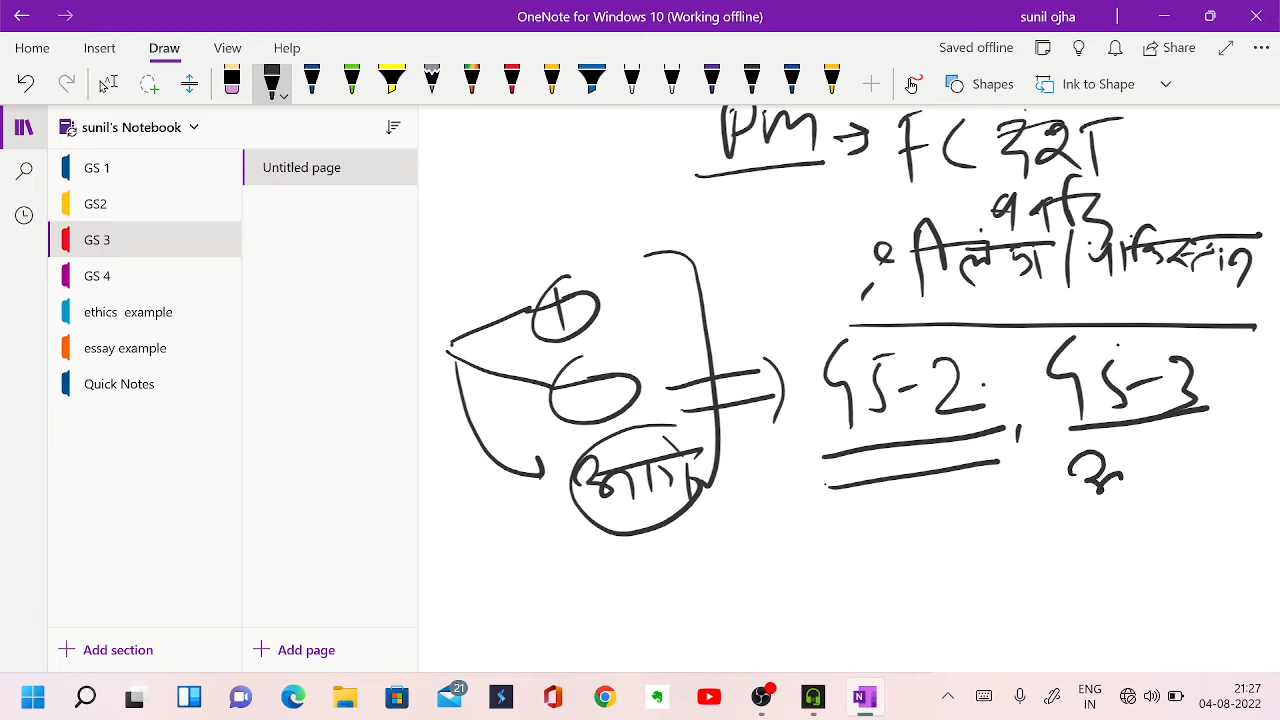 OneNote for Windows 10 (Working offline)
sunil ojha
Home Insert Draw View Help
Saved offline
Share
Shapes
Ink to Shape
sunil's Notebook
GS 1
GS2
GS 3
GS 4
ethics example
essay example
Quick Notes
Untitled page
PM → FC
श्रीलंका | पाकिस्तान
+
GS-2, GS-3
Add section
Add page
21
ENG
IN
21:27
04-08-2022